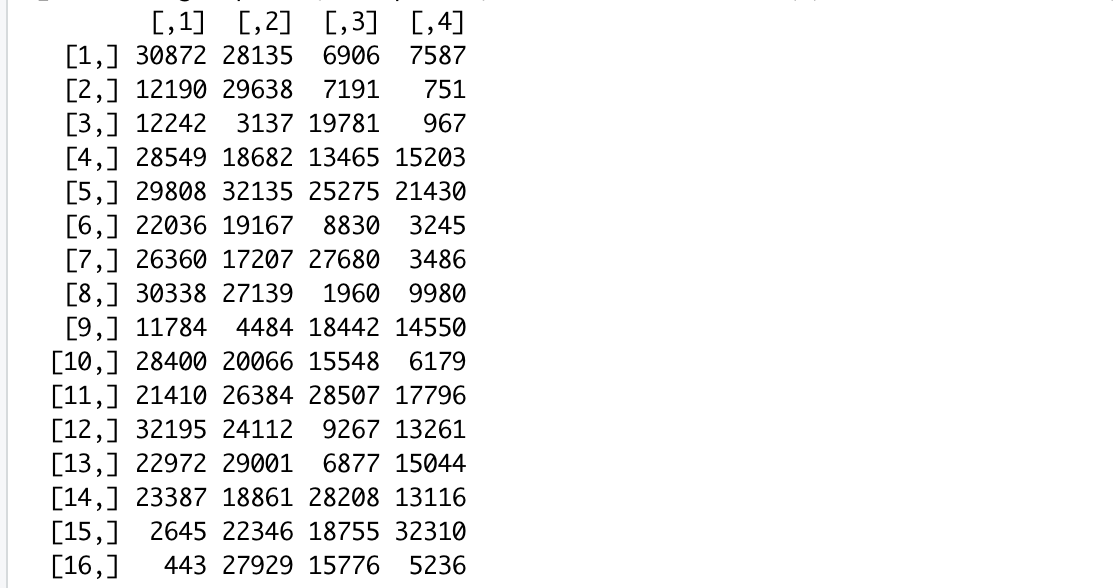 [,1] [,2] [,3] [,4]
[1,] 30872 28135 6906 7587
[2,] 12190 29638 7191 751
[3,] 12242 3137 19781 967
[4,] 28549 18682 13465 15203
[5,] 29808 32135 25275 21430
[6,] 22036 19167 8830 3245
[7,] 26360 17207 27680 3486
[8,] 30338 27139 1960 9980
[9,] 11784 4484 18442 14550
[10,] 28400 20066 15548 6179
[11,] 21410 26384 28507 17796
[12,] 32195 24112 9267 13261
[13,] 22972 29001 6877 15044
[14,] 23387 18861 28208 13116
[15,] 2645 22346 18755 32310
[16,] 443 27929 15776 5236